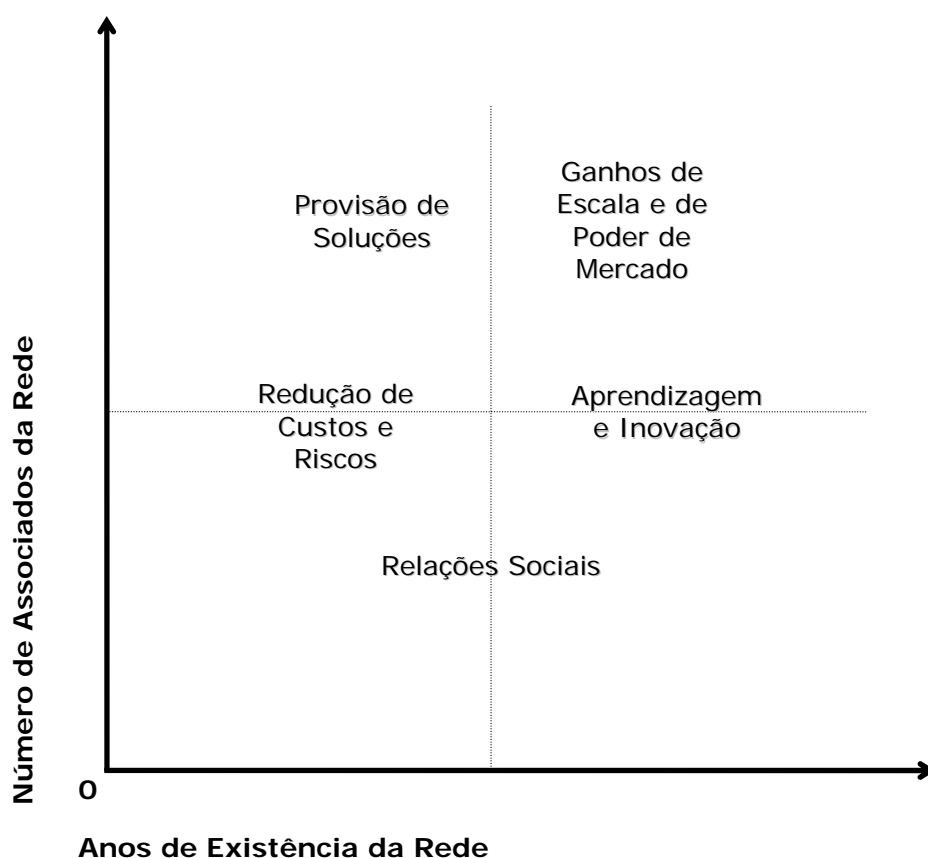 Número de Associados da Rede
Provisão de
Soluções
Ganhos de
Escala e de
Poder de
Mercado
Redução de
Custos e
Riscos
Aprendizagem
e Inovação
Relações Sociais
0
Anos de Existência da Rede